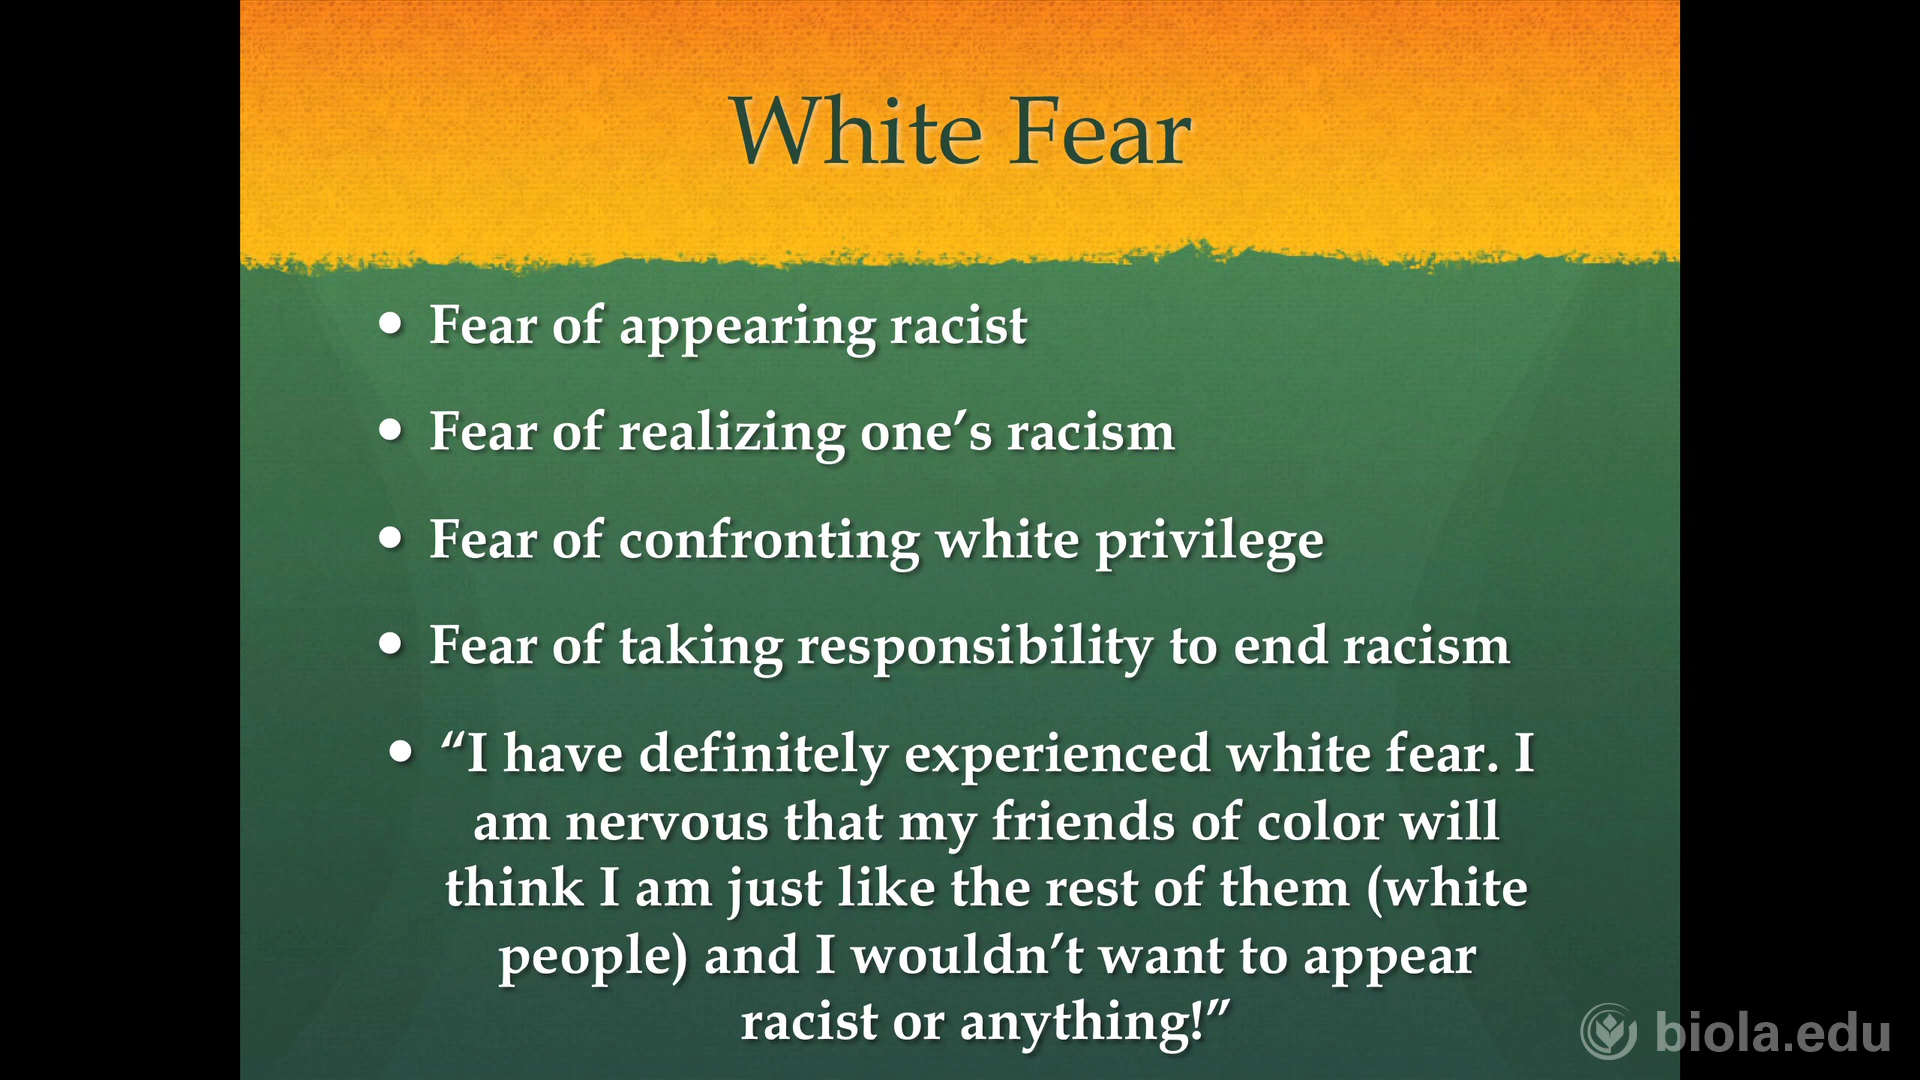 White Fear
• Fear of appearing racist
• Fear of realizing one’s racism
• Fear of confronting white privilege
• Fear of taking responsibility to end racism
• “I have definitely experienced white fear. I
am nervous that my friends of color will
think I am just like the rest of them (white
people) and I wouldn’t want to appear
racist or anything!”
biola.edu